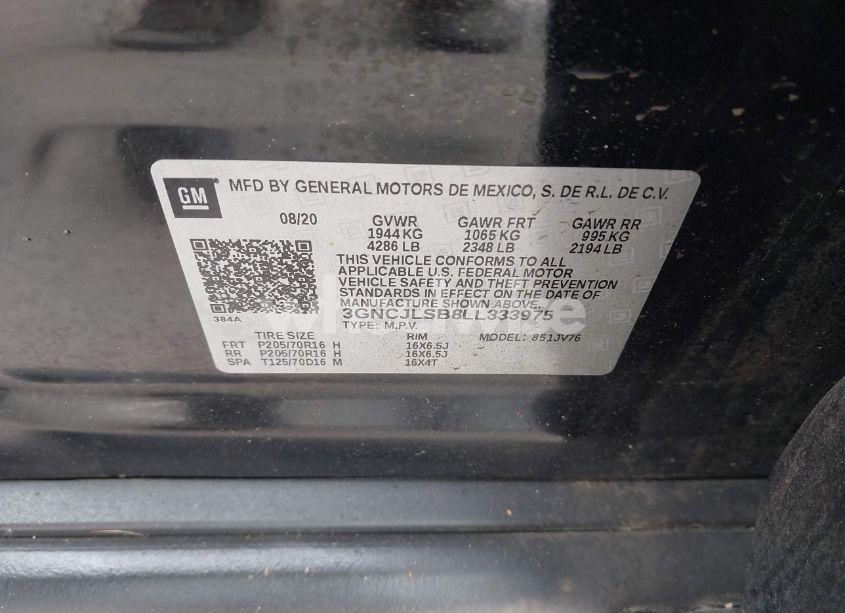 GM MFD BY GENERAL MOTORS DE MEXICO, S. DE R.L. DE C.V.
08/20 GVWR GAWR FRT GAWR RR
1944 KG 1065 KG 995 KG
4286 LB 2348 LB 2194 LB
THIS VEHICLE CONFORMS TO ALL
APPLICABLE U.S. FEDERAL MOTOR
VEHICLE SAFETY AND THEFT PREVENTION
STANDARDS IN EFFECT ON THE DATE OF
MANUFACTURE SHOWN ABOVE.
384A 3GNCJLSB8LL333975
TYPE: M.P.V.
TIRE SIZE RIM MODEL: 851JV76
FRT P205/70R16 H 16X6.5J
RR P205/70R16 H 16X6.5J
SPA T125/70D16 M 16X4T